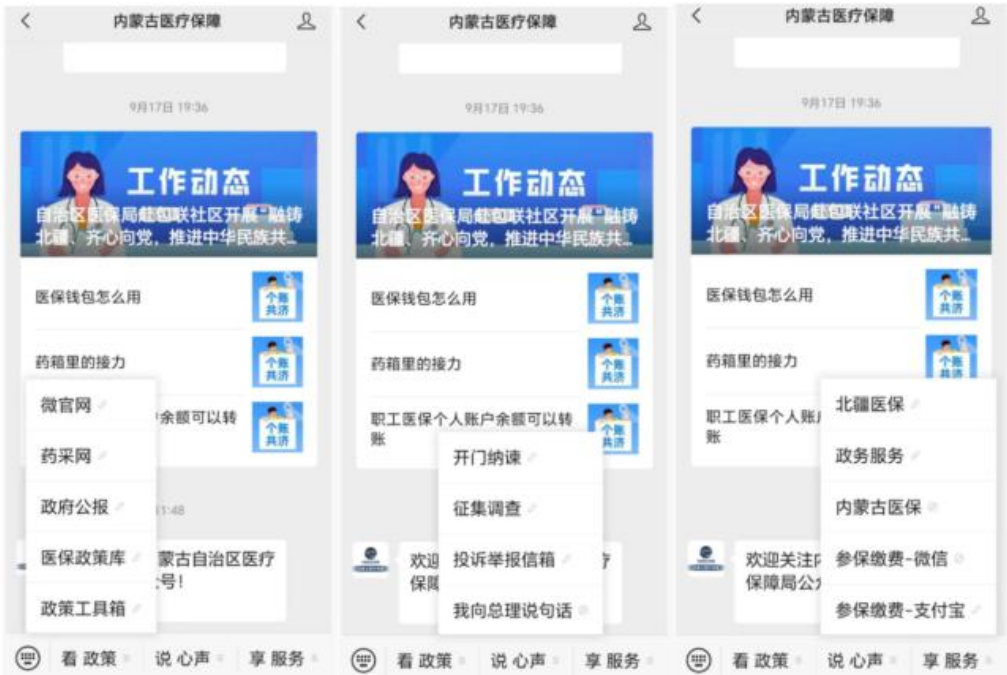 内蒙古医疗保障
9月17日 19:36
工作动态
自治区医保局赴包联社区开展“融铸
北疆、齐心向党，推进中华民族共...
医保钱包怎么用
个账
共济
药箱里的接力
个账
共济
户余额可以转
个账
共济
微官网
药采网
政府公报
医保政策库
政策工具箱
1:48
蒙古自治区医疗
号！
看 政策
说 心声
享 服务
内蒙古医疗保障
9月17日 19:36
工作动态
自治区医保局赴包联社区开展“融铸
北疆、齐心向党，推进中华民族共...
医保钱包怎么用
个账
共济
药箱里的接力
个账
共济
职工医保个人账户余额可以转
账
开门纳谏
征集调查
投诉举报信箱
我向总理说句话
欢迎
保障
看 政策
说 心声
享 服务
内蒙古医疗保障
9月17日 19:36
工作动态
自治区医保局赴包联社区开展“融铸
北疆、齐心向党，推进中华民族共...
医保钱包怎么用
个账
共济
药箱里的接力
个账
共济
职工医保个人账
账
北疆医保
政务服务
内蒙古医保
参保缴费-微信
参保缴费-支付宝
欢迎关注内
保障局公
看 政策
说 心声
享 服务